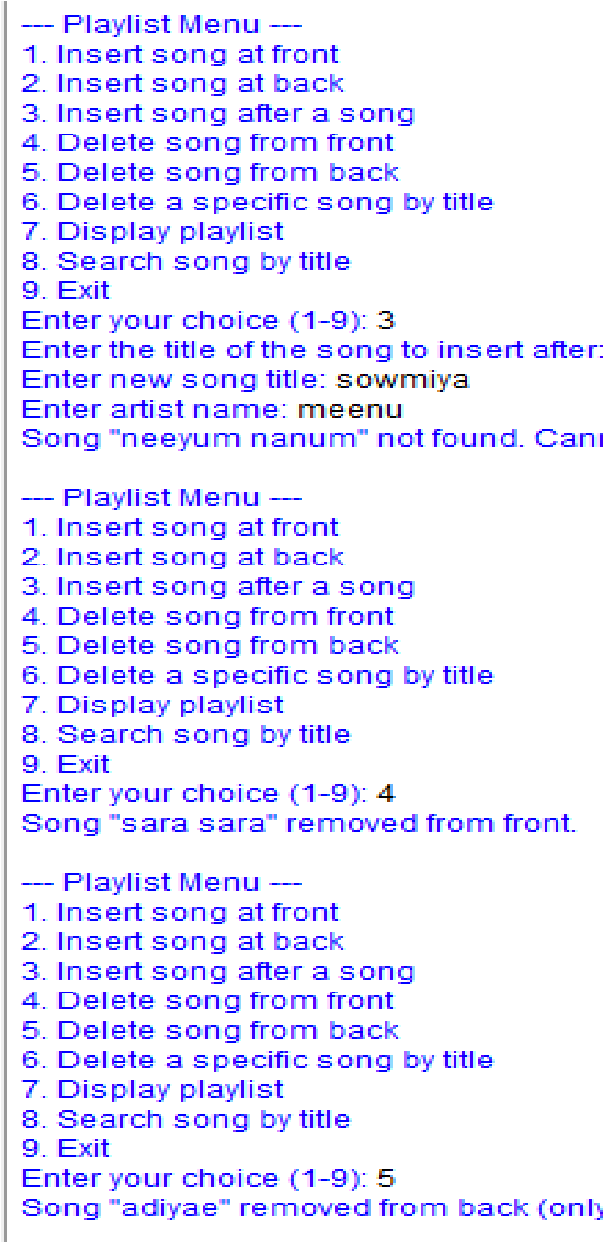 --- Playlist Menu ---
1. Insert song at front
2. Insert song at back
3. Insert song after a song
4. Delete song from front
5. Delete song from back
6. Delete a specific song by title
7. Display playlist
8. Search song by title
9. Exit
Enter your choice (1-9): 3
Enter the title of the song to insert after:
Enter new song title: sowmiya
Enter artist name: meenu
Song "neeyum nanum" not found.

--- Playlist Menu ---
1. Insert song at front
2. Insert song at back
3. Insert song after a song
4. Delete song from front
5. Delete song from back
6. Delete a specific song by title
7. Display playlist
8. Search song by title
9. Exit
Enter your choice (1-9): 4
Song "sara sara" removed from front.

--- Playlist Menu ---
1. Insert song at front
2. Insert song at back
3. Insert song after a song
4. Delete song from front
5. Delete song from back
6. Delete a specific song by title
7. Display playlist
8. Search song by title
9. Exit
Enter your choice (1-9): 5
Song "adiyae" removed from back (only